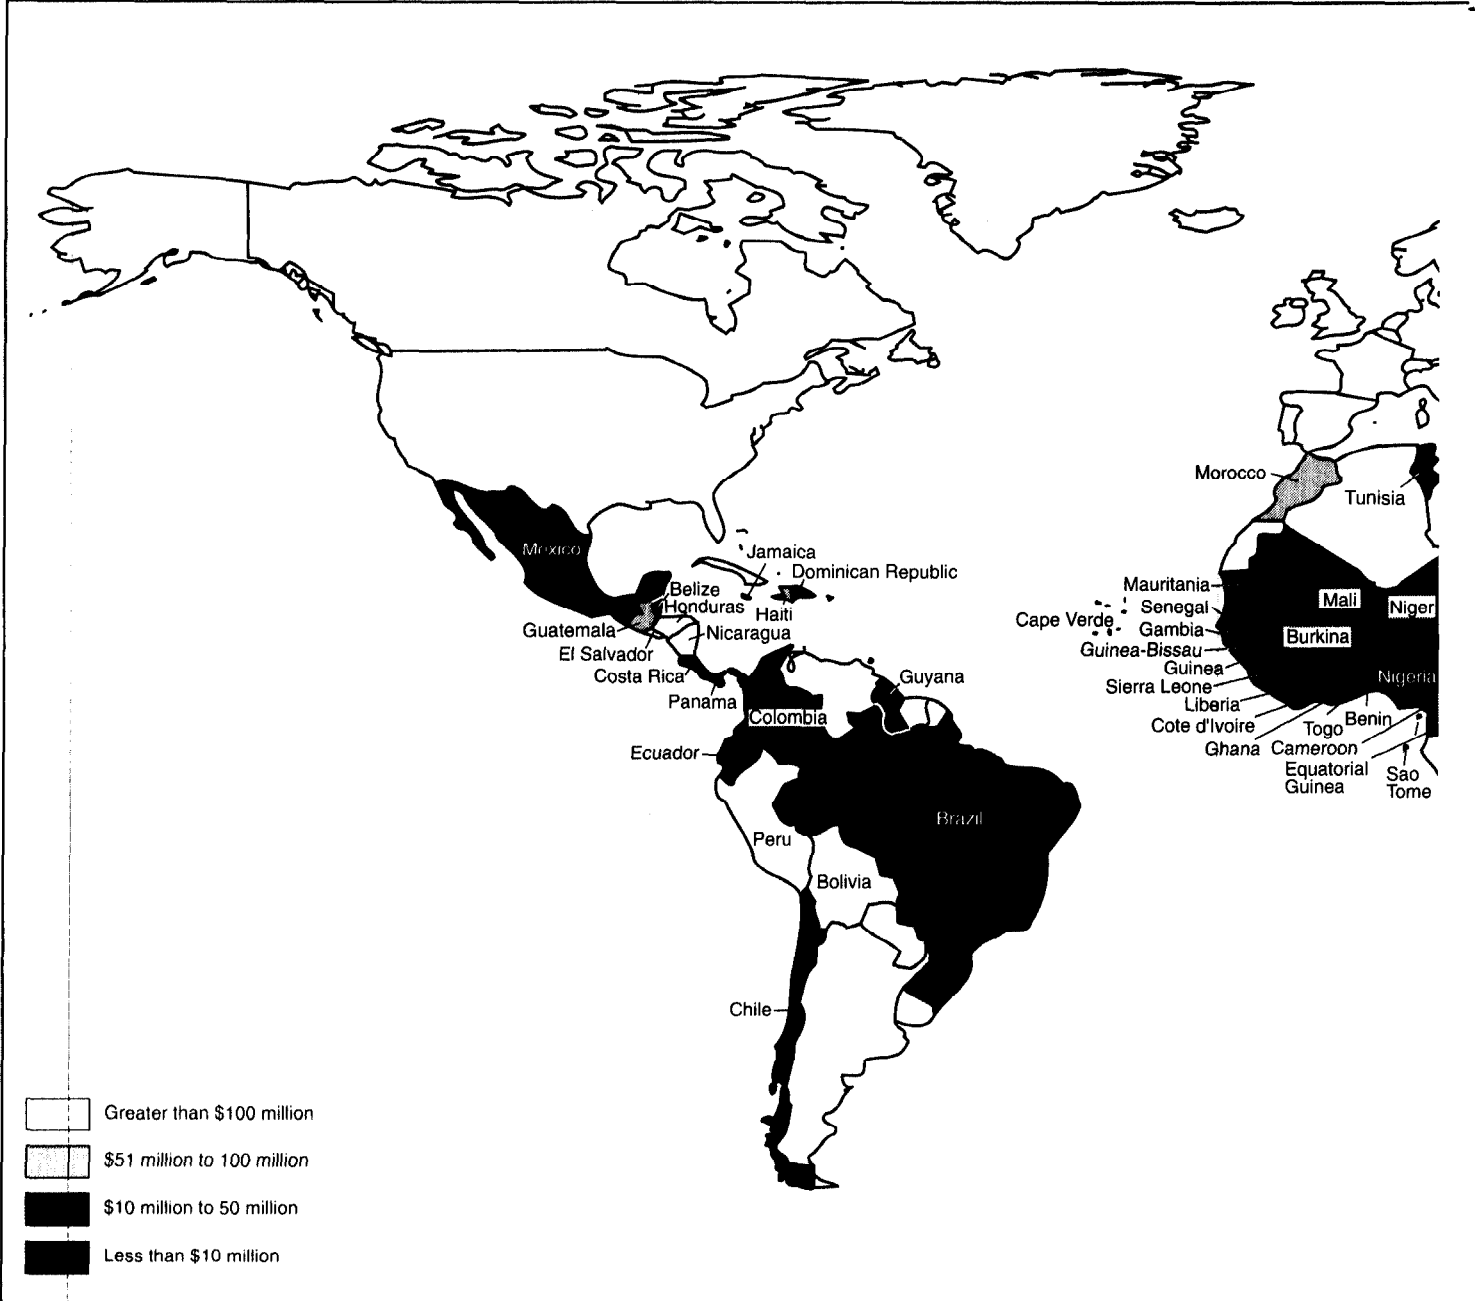 Morocco
Tunisia
Mexico
Jamaica
Dominican Republic
Belize
Honduras
Haiti
Guatemala
Nicaragua
El Salvador
Costa Rica
Panama
Colombia
Guyana
Ecuador
Mauritania
Mali
Niger
Cape Verde
Senegal
Gambia
Burkina
Guinea-Bissau
Guinea
Nigeria
Sierra Leone
Liberia
Cote d'Ivoire
Togo
Benin
Ghana
Cameroon
Equatorial
Guinea
Sao
Tome
Brazil
Peru
Bolivia
Chile
Greater than $100 million
$51 million to 100 million
$10 million to 50 million
Less than $10 million